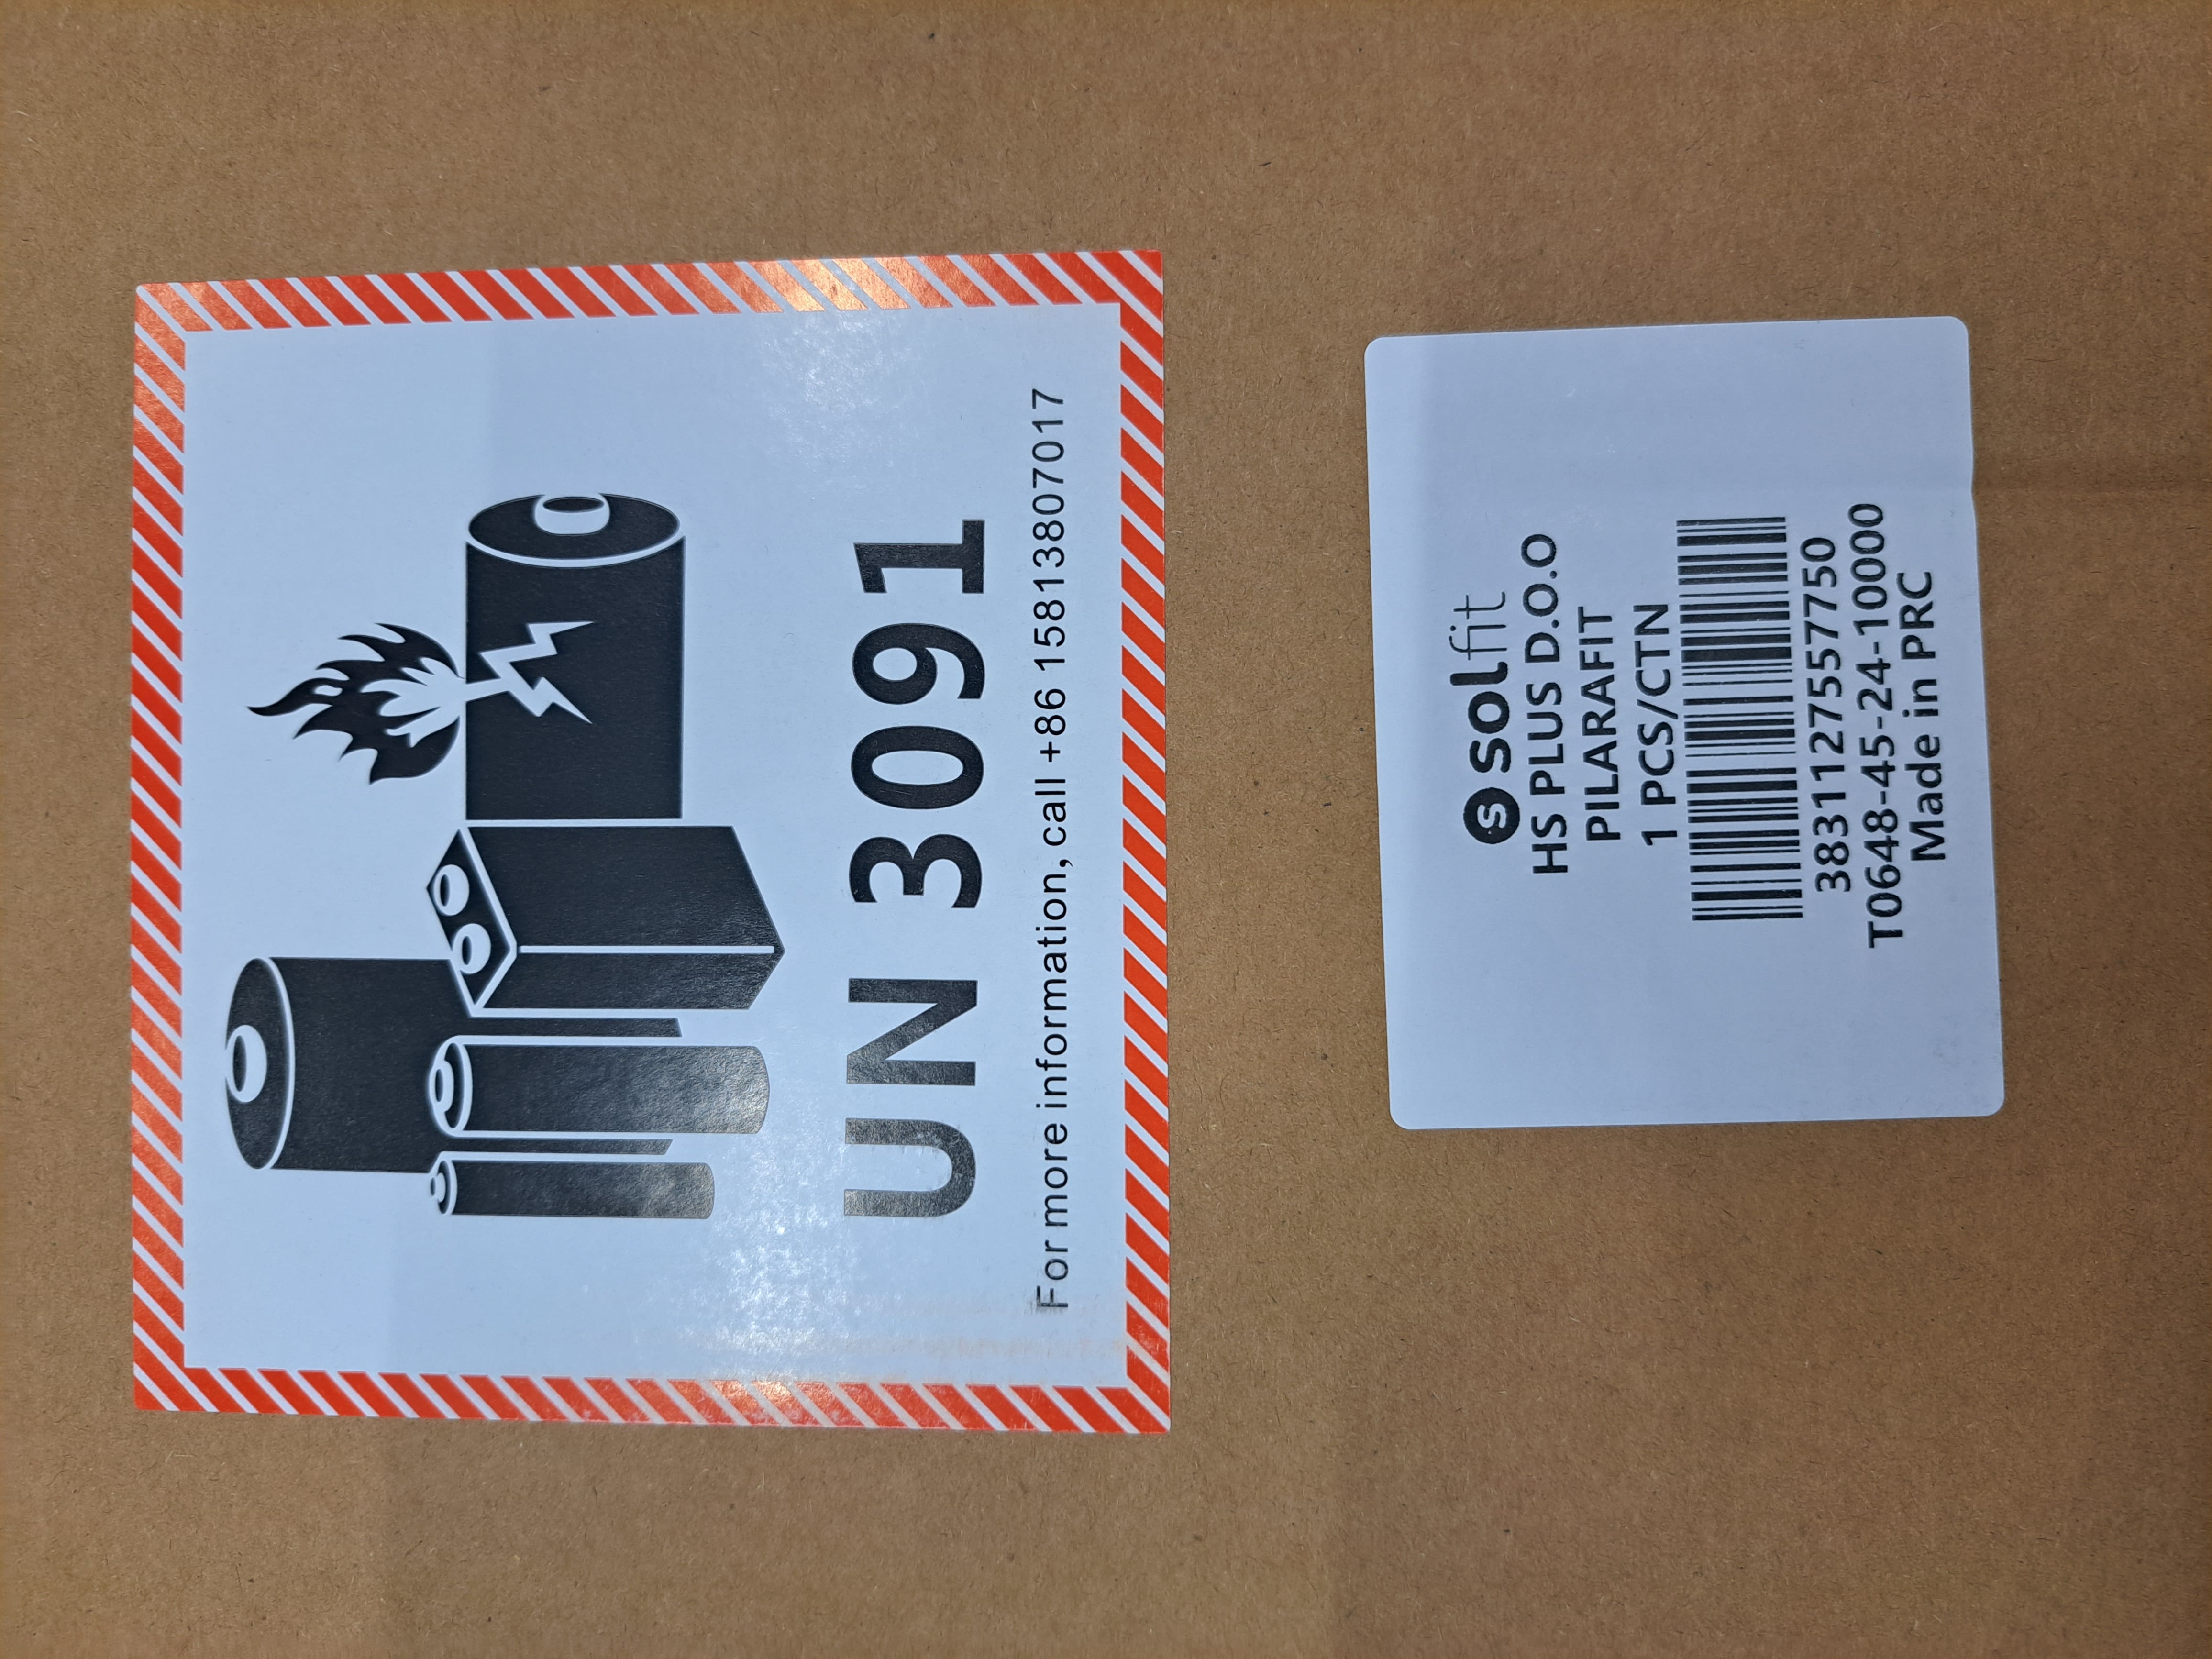 UN 3091
For more information, call +86 15813807017
S solfit
HS PLUS D.O.O
PILARAFIT
1 PCS/CTN
3831127557750
T0648-45-24-10000
Made in PRC